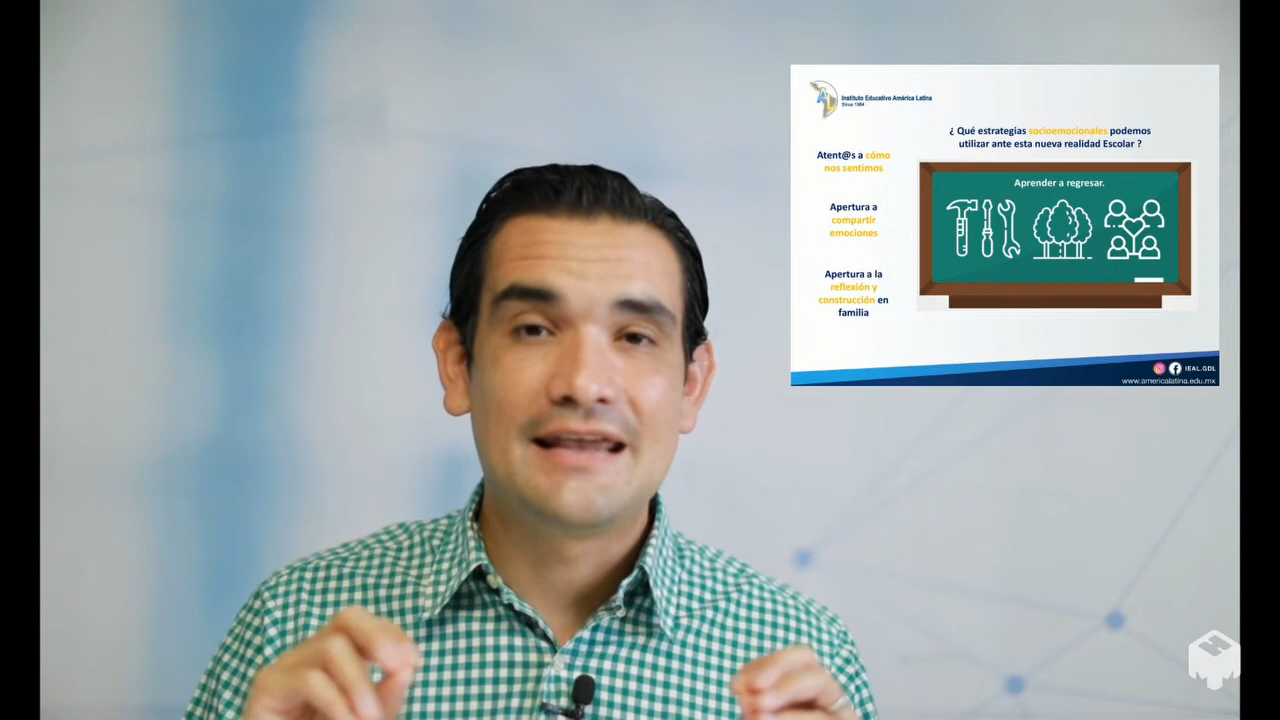 Instituto Educativo América Latina
Since 1964
¿ Qué estrategias socioemocionales podemos
utilizar ante esta nueva realidad Escolar ?
Atent@s a cómo
nos sentimos
Apertura a
compartir
emociones
Apertura a la
reflexión y
construcción en
familia
Aprender a regresar.
IEAL.GDL
www.americalatina.edu.mx